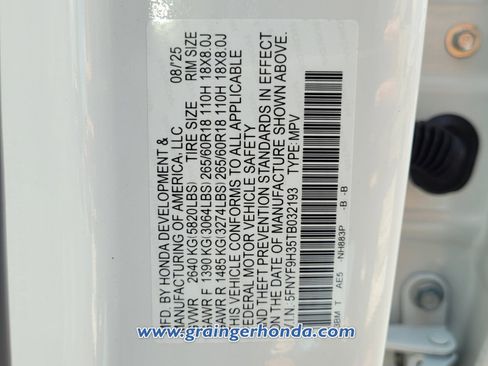 MFD. BY HONDA DEVELOPMENT &
MANUFACTURING OF AMERICA, LLC 08/25
GVWR 2640 KG(5820LBS) TIRE SIZE RIM SIZE
GAWR F 1390 KG(3064LBS) 265/60R18 110H 18X8.0J
GAWR R 1485 KG(3274LBS) 265/60R18 110H 18X8.0J
THIS VEHICLE CONFORMS TO ALL APPLICABLE
FEDERAL MOTOR VEHICLE SAFETY
AND THEFT PREVENTION STANDARDS IN EFFECT
ON THE DATE OF MANUFACTURE SHOWN ABOVE.
V.I.N.: 5FNYF9H35TB032193 TYPE:MPV
T AE5 -NH883P -B -B
www.graingerhonda.com